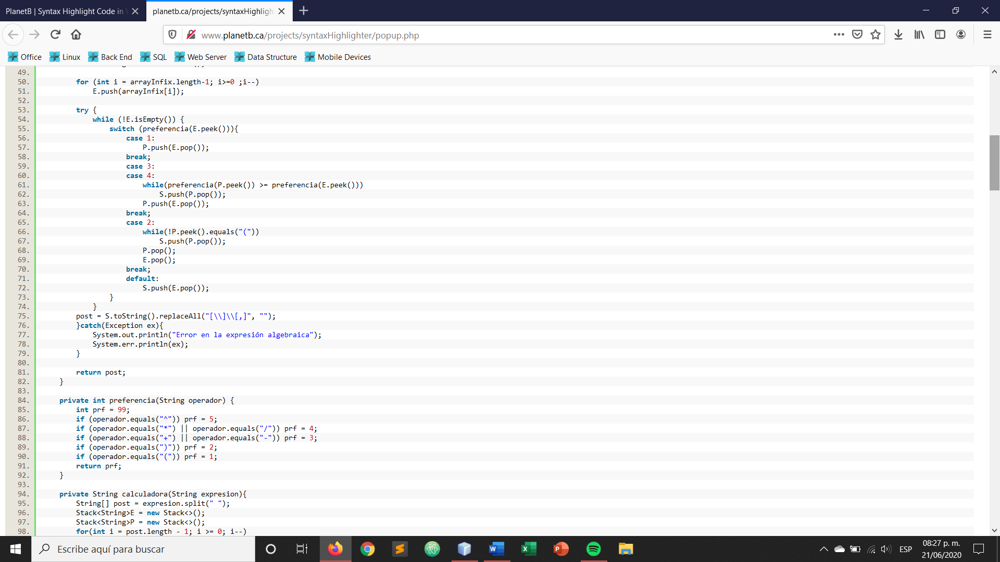 PlanetB | Syntax Highlight Code in
planetb.ca/projects/syntaxHighligh
www.planetb.ca/projects/syntaxHighlighter/popup.php
Office Linux Back End SQL Web Server Data Structure Mobile Devices
49.
50. for (int i = arrayInfix.length-1; i>=0 ;i--)
51. E.push(arrayInfix[i]);
52.
53. try {
54. while (!E.isEmpty()) {
55. switch (preferencia(E.peek())){
56. case 1:
57. P.push(E.pop());
58. break;
59. case 3:
60. case 4:
61. while(preferencia(P.peek()) >= preferencia(E.peek()))
62. S.push(P.pop());
63. P.push(E.pop());
64. break;
65. case 2:
66. while(!P.peek().equals("("))
67. S.push(P.pop());
68. P.pop();
69. E.pop();
70. break;
71. default:
72. S.push(E.pop());
73. }
74. }
75. post = S.toString().replaceAll("[\\]\\[,]", "");
76. }catch(Exception ex){
77. System.out.println("Error en la expresión algebraica");
78. System.err.println(ex);
79. }
80.
81. return post;
82. }
83.
84. private int preferencia(String operador) {
85. int prf = 99;
86. if (operador.equals("^")) prf = 5;
87. if (operador.equals("*") || operador.equals("/")) prf = 4;
88. if (operador.equals("+") || operador.equals("-")) prf = 3;
89. if (operador.equals(")")) prf = 2;
90. if (operador.equals("(")) prf = 1;
91. return prf;
92. }
93.
94. private String calculadora(String expresion){
95. String[] post = expresion.split(" ");
96. Stack<String>E = new Stack<>();
97. Stack<String>P = new Stack<>();
98. for(int i = post.length - 1; i >= 0; i--)
Escribe aquí para buscar
ESP
08:27 p. m.
21/06/2020